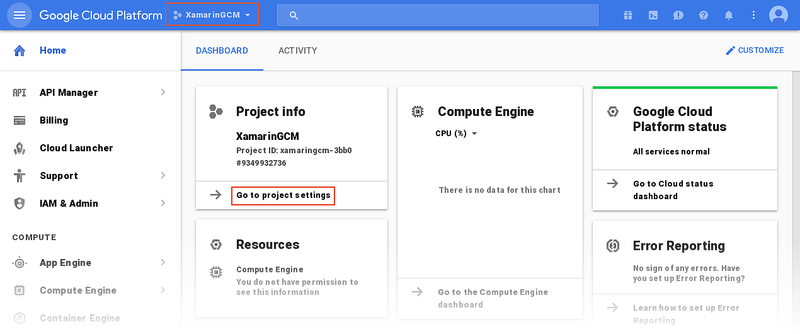 Google Cloud Platform
XamarinGCM
Home
DASHBOARD
ACTIVITY
CUSTOMIZE
API
API Manager
Billing
Cloud Launcher
Support
IAM & Admin
COMPUTE
App Engine
Compute Engine
Container Engine
Project info
XamarinGCM
Project ID: xamaringcm-3bb0
#9349932736
Go to project settings
Resources
Compute Engine
You do not have permission to
see this information
Compute Engine
CPU (%)
There is no data for this chart
Go to the Compute Engine
dashboard
Google Cloud
Platform status
All services normal
Go to Cloud status
dashboard
Error Reporting
No sign of any errors. Have
you set up Error Reporting?
Learn how to set up Error
Reporting